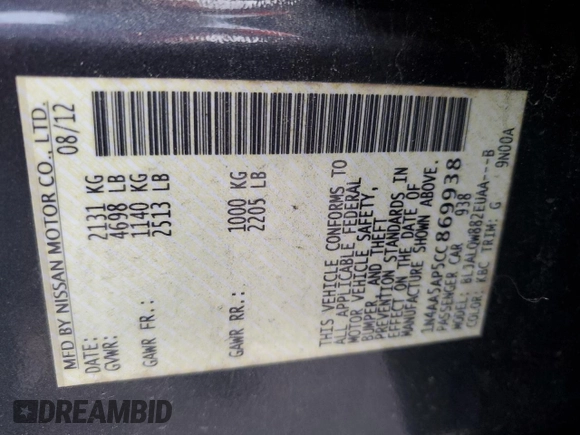 MFD BY NISSAN MOTOR CO., LTD.
DATE: 08/12
GVWR: 2131 KG
4698 LB
GAWR FR.: 1140 KG
2513 LB
GAWR RR.: 1000 KG
2205 LB
THIS VEHICLE CONFORMS TO
ALL APPLICABLE FEDERAL
MOTOR VEHICLE SAFETY,
BUMPER, AND THEFT
PREVENTION STANDARDS IN
EFFECT ON THE DATE OF
MANUFACTURE SHOWN ABOVE.
1N4AA5AP5CC869938
PASSENGER CAR 938
MODEL: BLJALQW882EUAA---B
COLOR: KBC TRIM: G 9N00A
DREAMBID